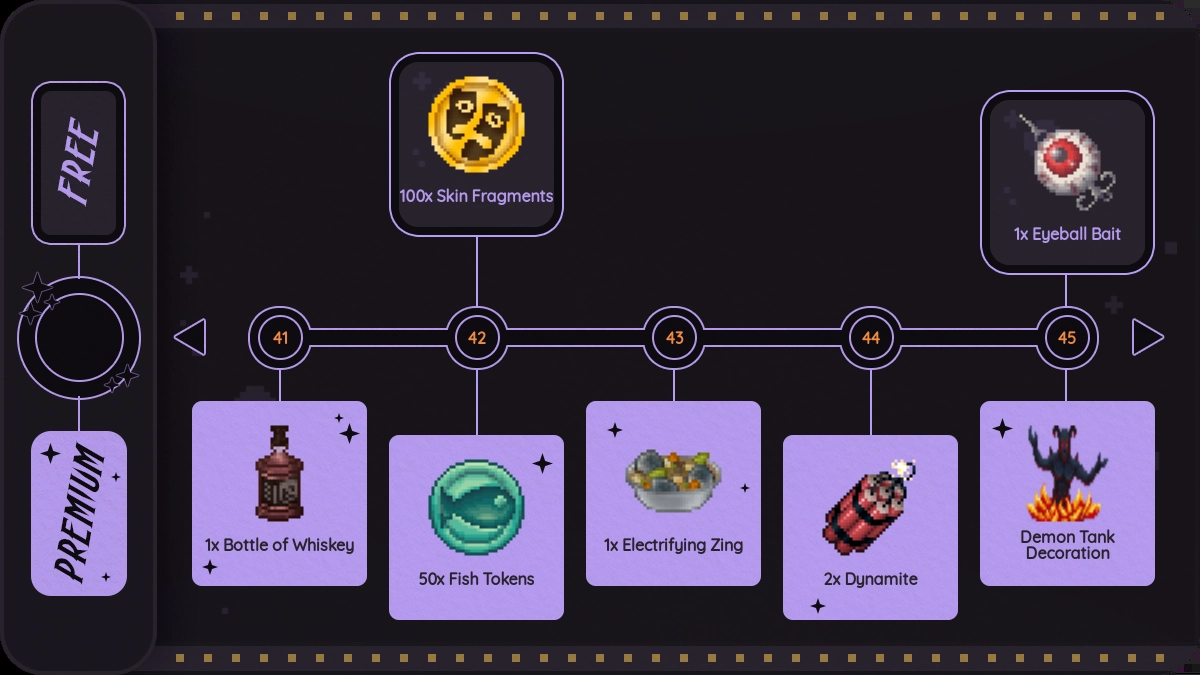 FREE
100x Skin Fragments
1x Eyeball Bait
41
42
43
44
45
PREMIUM
1x Bottle of Whiskey
50x Fish Tokens
1x Electrifying Zing
2x Dynamite
Demon Tank
Decoration